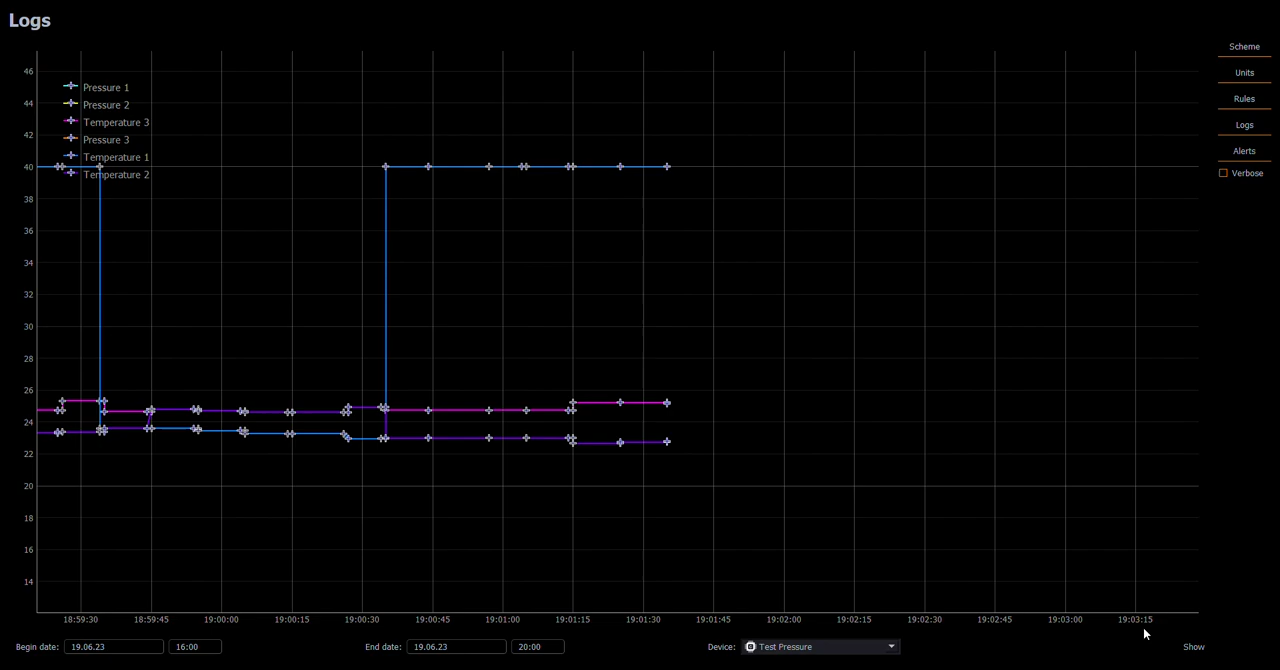 Logs
Scheme
Units
Rules
Logs
Alerts
Verbose
46
44
42
40
38
36
34
32
30
28
26
24
22
20
18
16
14
Pressure 1
Pressure 2
Temperature 3
Pressure 3
Temperature 1
Temperature 2
18:59:30 18:59:45 19:00:00 19:00:15 19:00:30 19:00:45 19:01:00 19:01:15 19:01:30 19:01:45 19:02:00 19:02:15 19:02:30 19:02:45 19:03:00 19:03:15
Begin date: 19.06.23 16:00 End date: 19.06.23 20:00 Device: Test Pressure Show